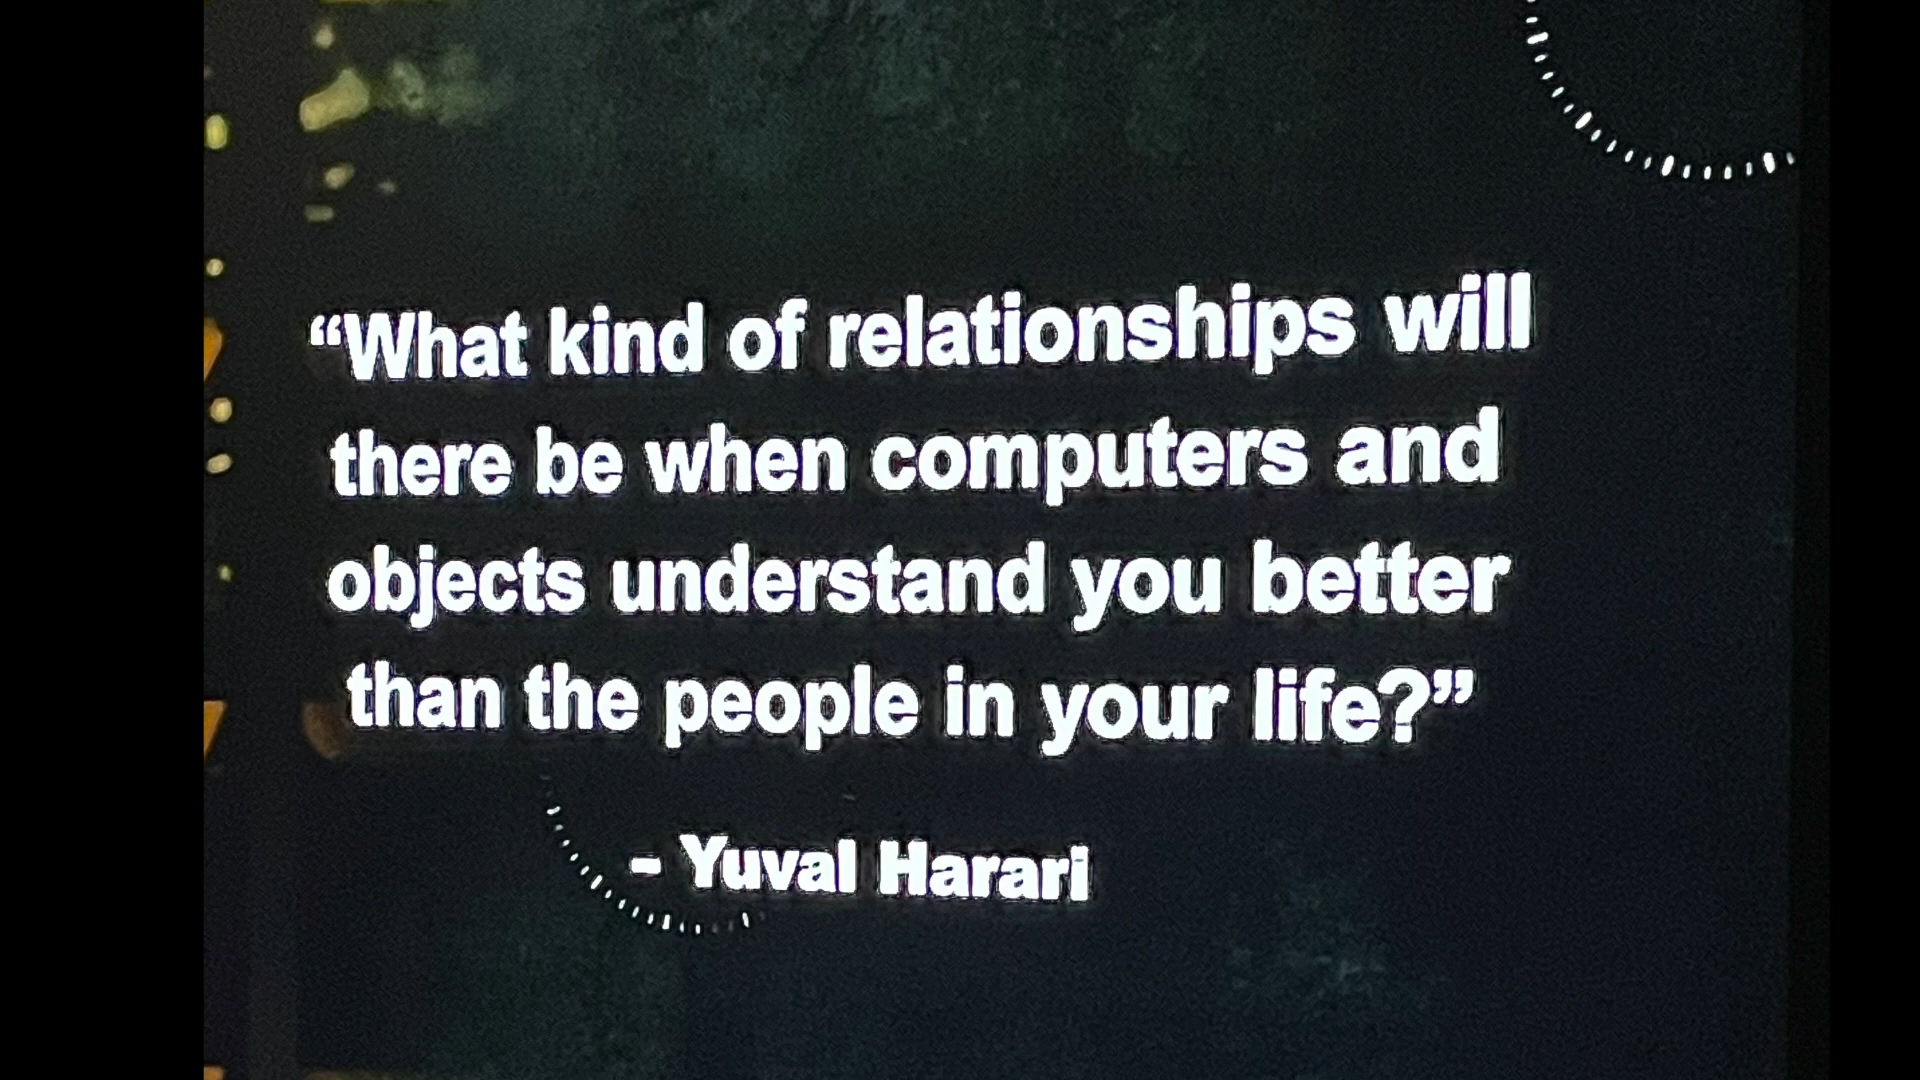 “What kind of relationships will
there be when computers and
objects understand you better
than the people in your life?”
– Yuval Harari